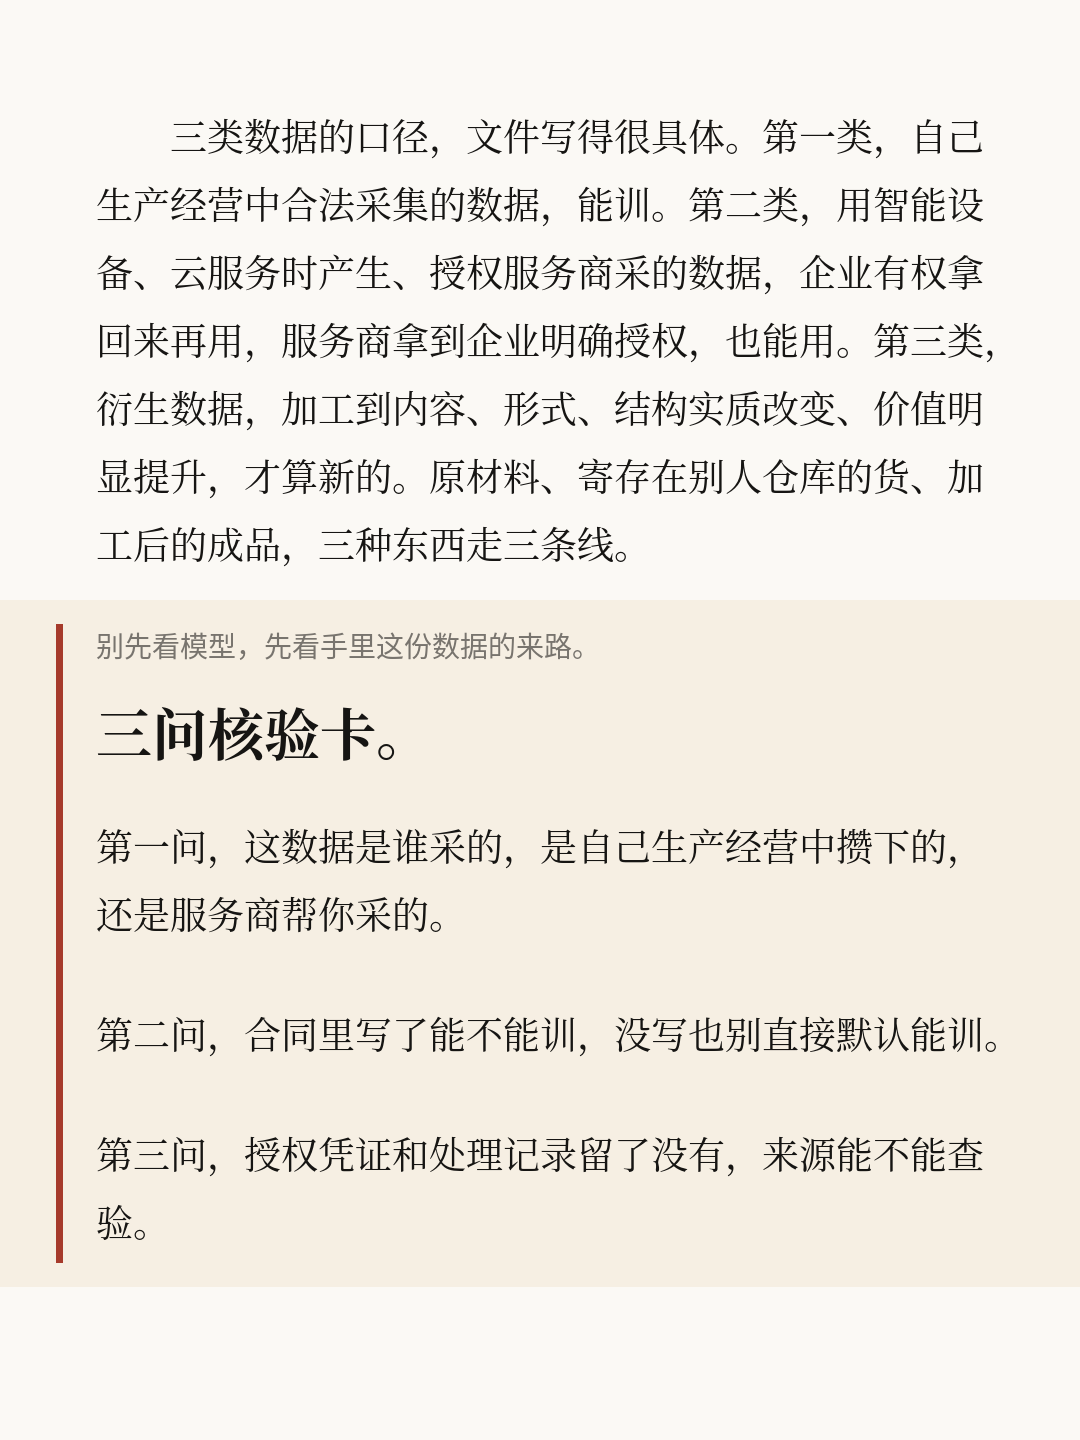 三类数据的口径，文件写得很具体。第一类，自己
生产经营中合法采集的数据，能训。第二类，用智能设
备、云服务时产生、授权服务商采的数据，企业有权拿
回来再用，服务商拿到企业明确授权，也能用。第三类，
衍生数据，加工到内容、形式、结构实质改变、价值明
显提升，才算新的。原材料、寄存在别人仓库的货、加
工后的成品，三种东西走三条线。
别先看模型，先看手里这份数据的来路。
三问核验卡。
第一问，这数据是谁采的，是自己生产经营中攒下的，
还是服务商帮你采的。
第二问，合同里写了能不能训，没写也别直接默认能训。
第三问，授权凭证和处理记录留了没有，来源能不能查
验。